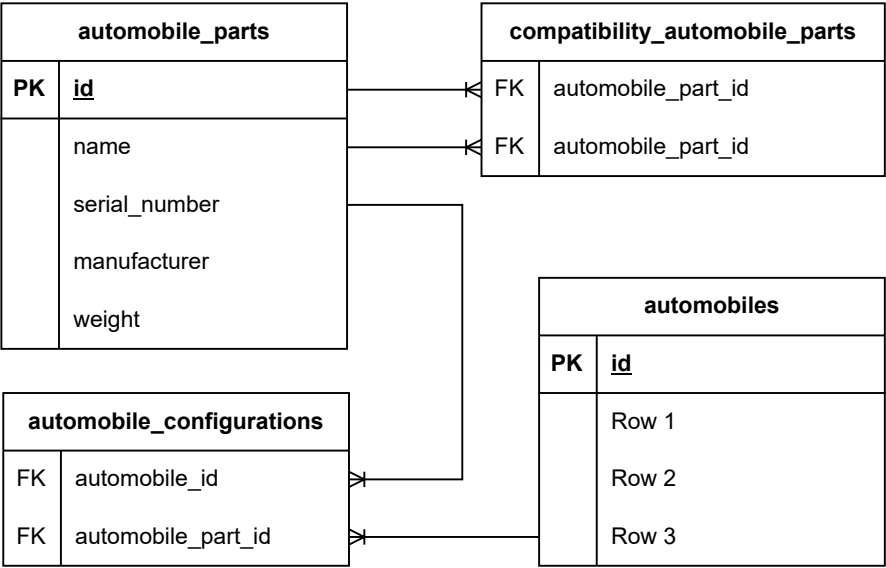 automobile_parts
PK id
name
serial_number
manufacturer
weight
compatibility_automobile_parts
FK automobile_part_id
FK automobile_part_id
automobiles
PK id
Row 1
Row 2
Row 3
automobile_configurations
FK automobile_id
FK automobile_part_id